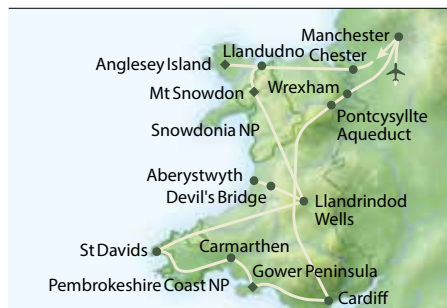 Manchester
Llandudno
Chester
Anglesey Island
Wrexham
Mt Snowdon
Pontcysyllte
Aqueduct
Snowdonia NP
Aberystwyth
Devil's Bridge
Llandrindod
Wells
St Davids
Carmarthen
Gower Peninsula
Pembrokeshire Coast NP
Cardiff